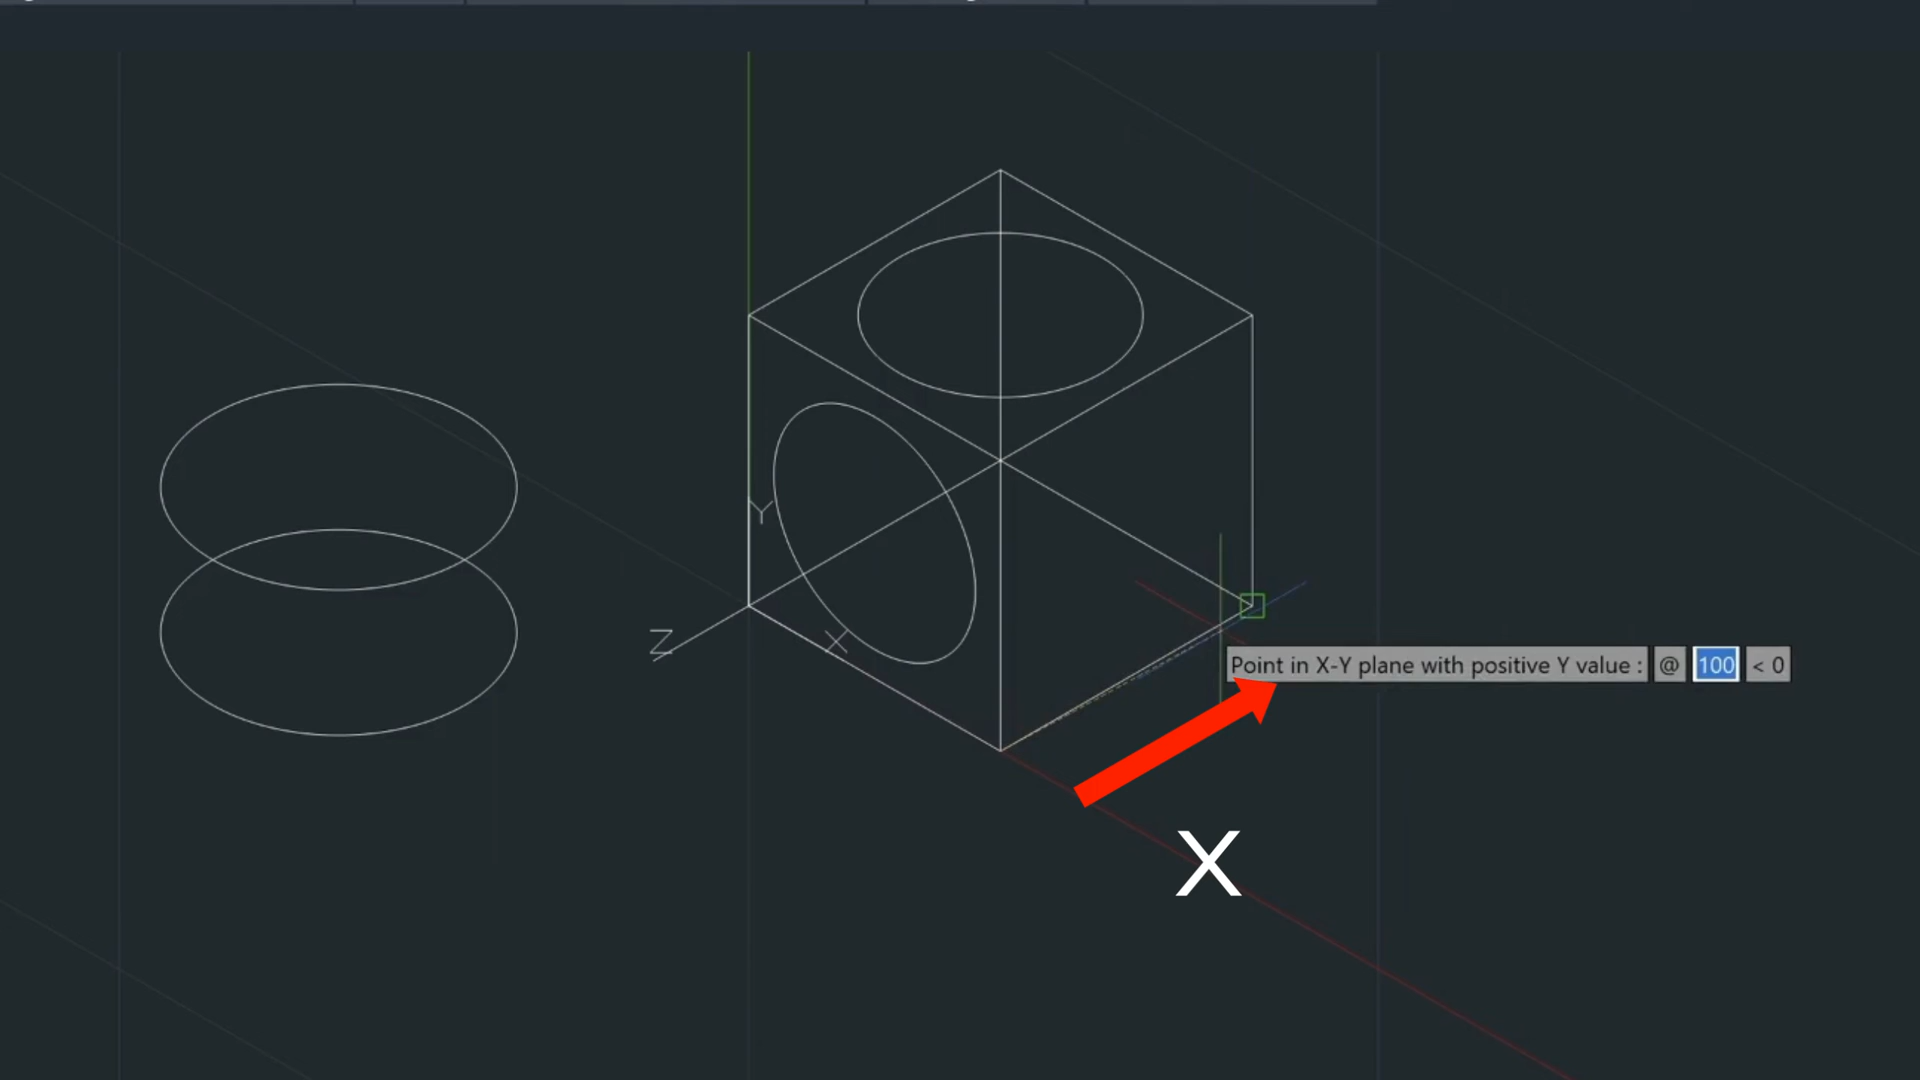 Y
Z
X
Point in X-Y plane with positive Y value : @ 100 < 0
X